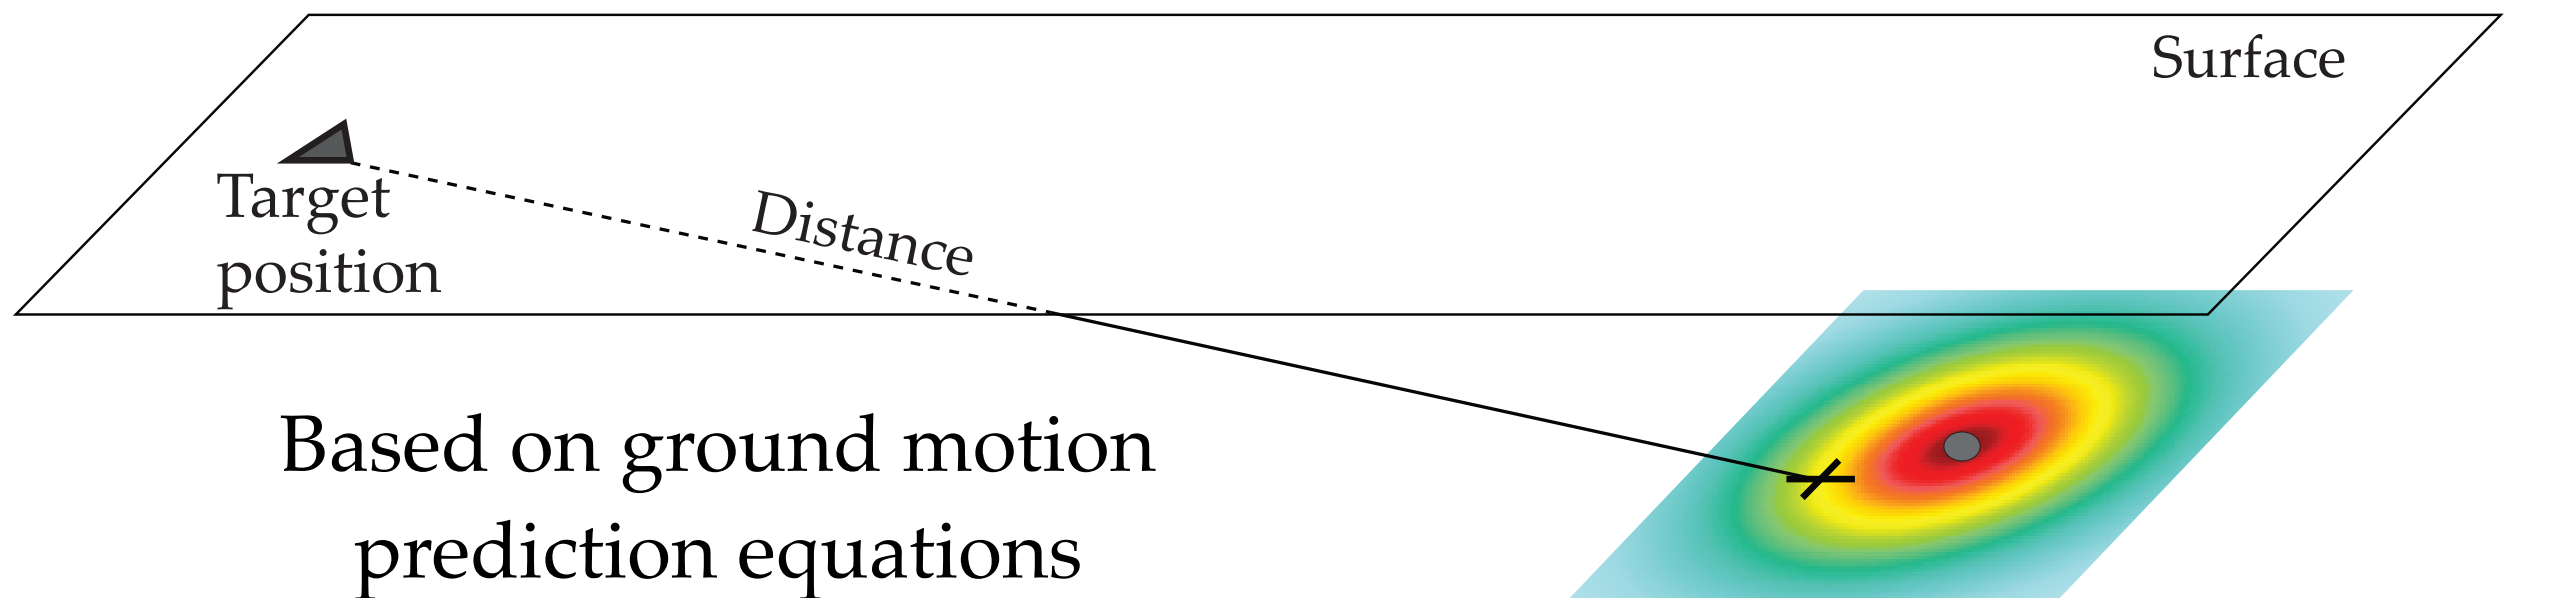 Surface
Target
position
Distance
Based on ground motion
prediction equations